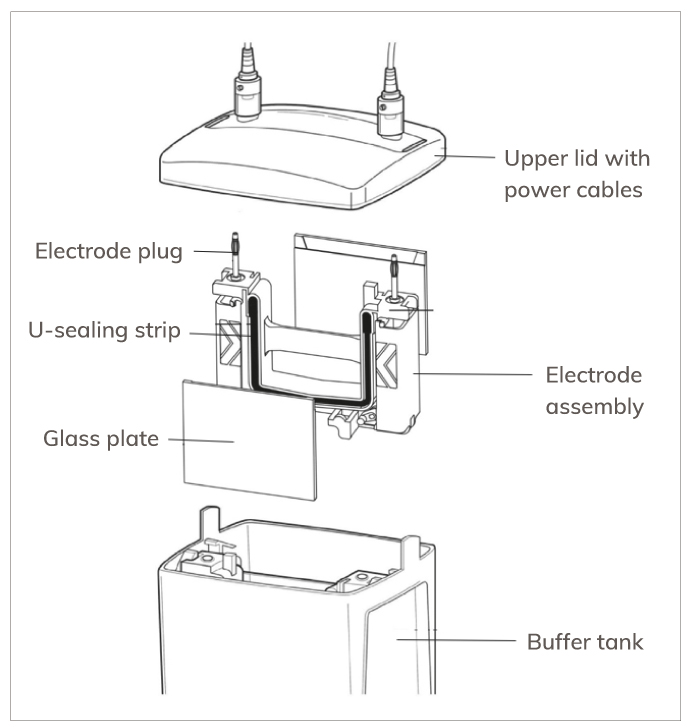 Upper lid with
power cables
Electrode plug
U-sealing strip
Electrode
assembly
Glass plate
Buffer tank